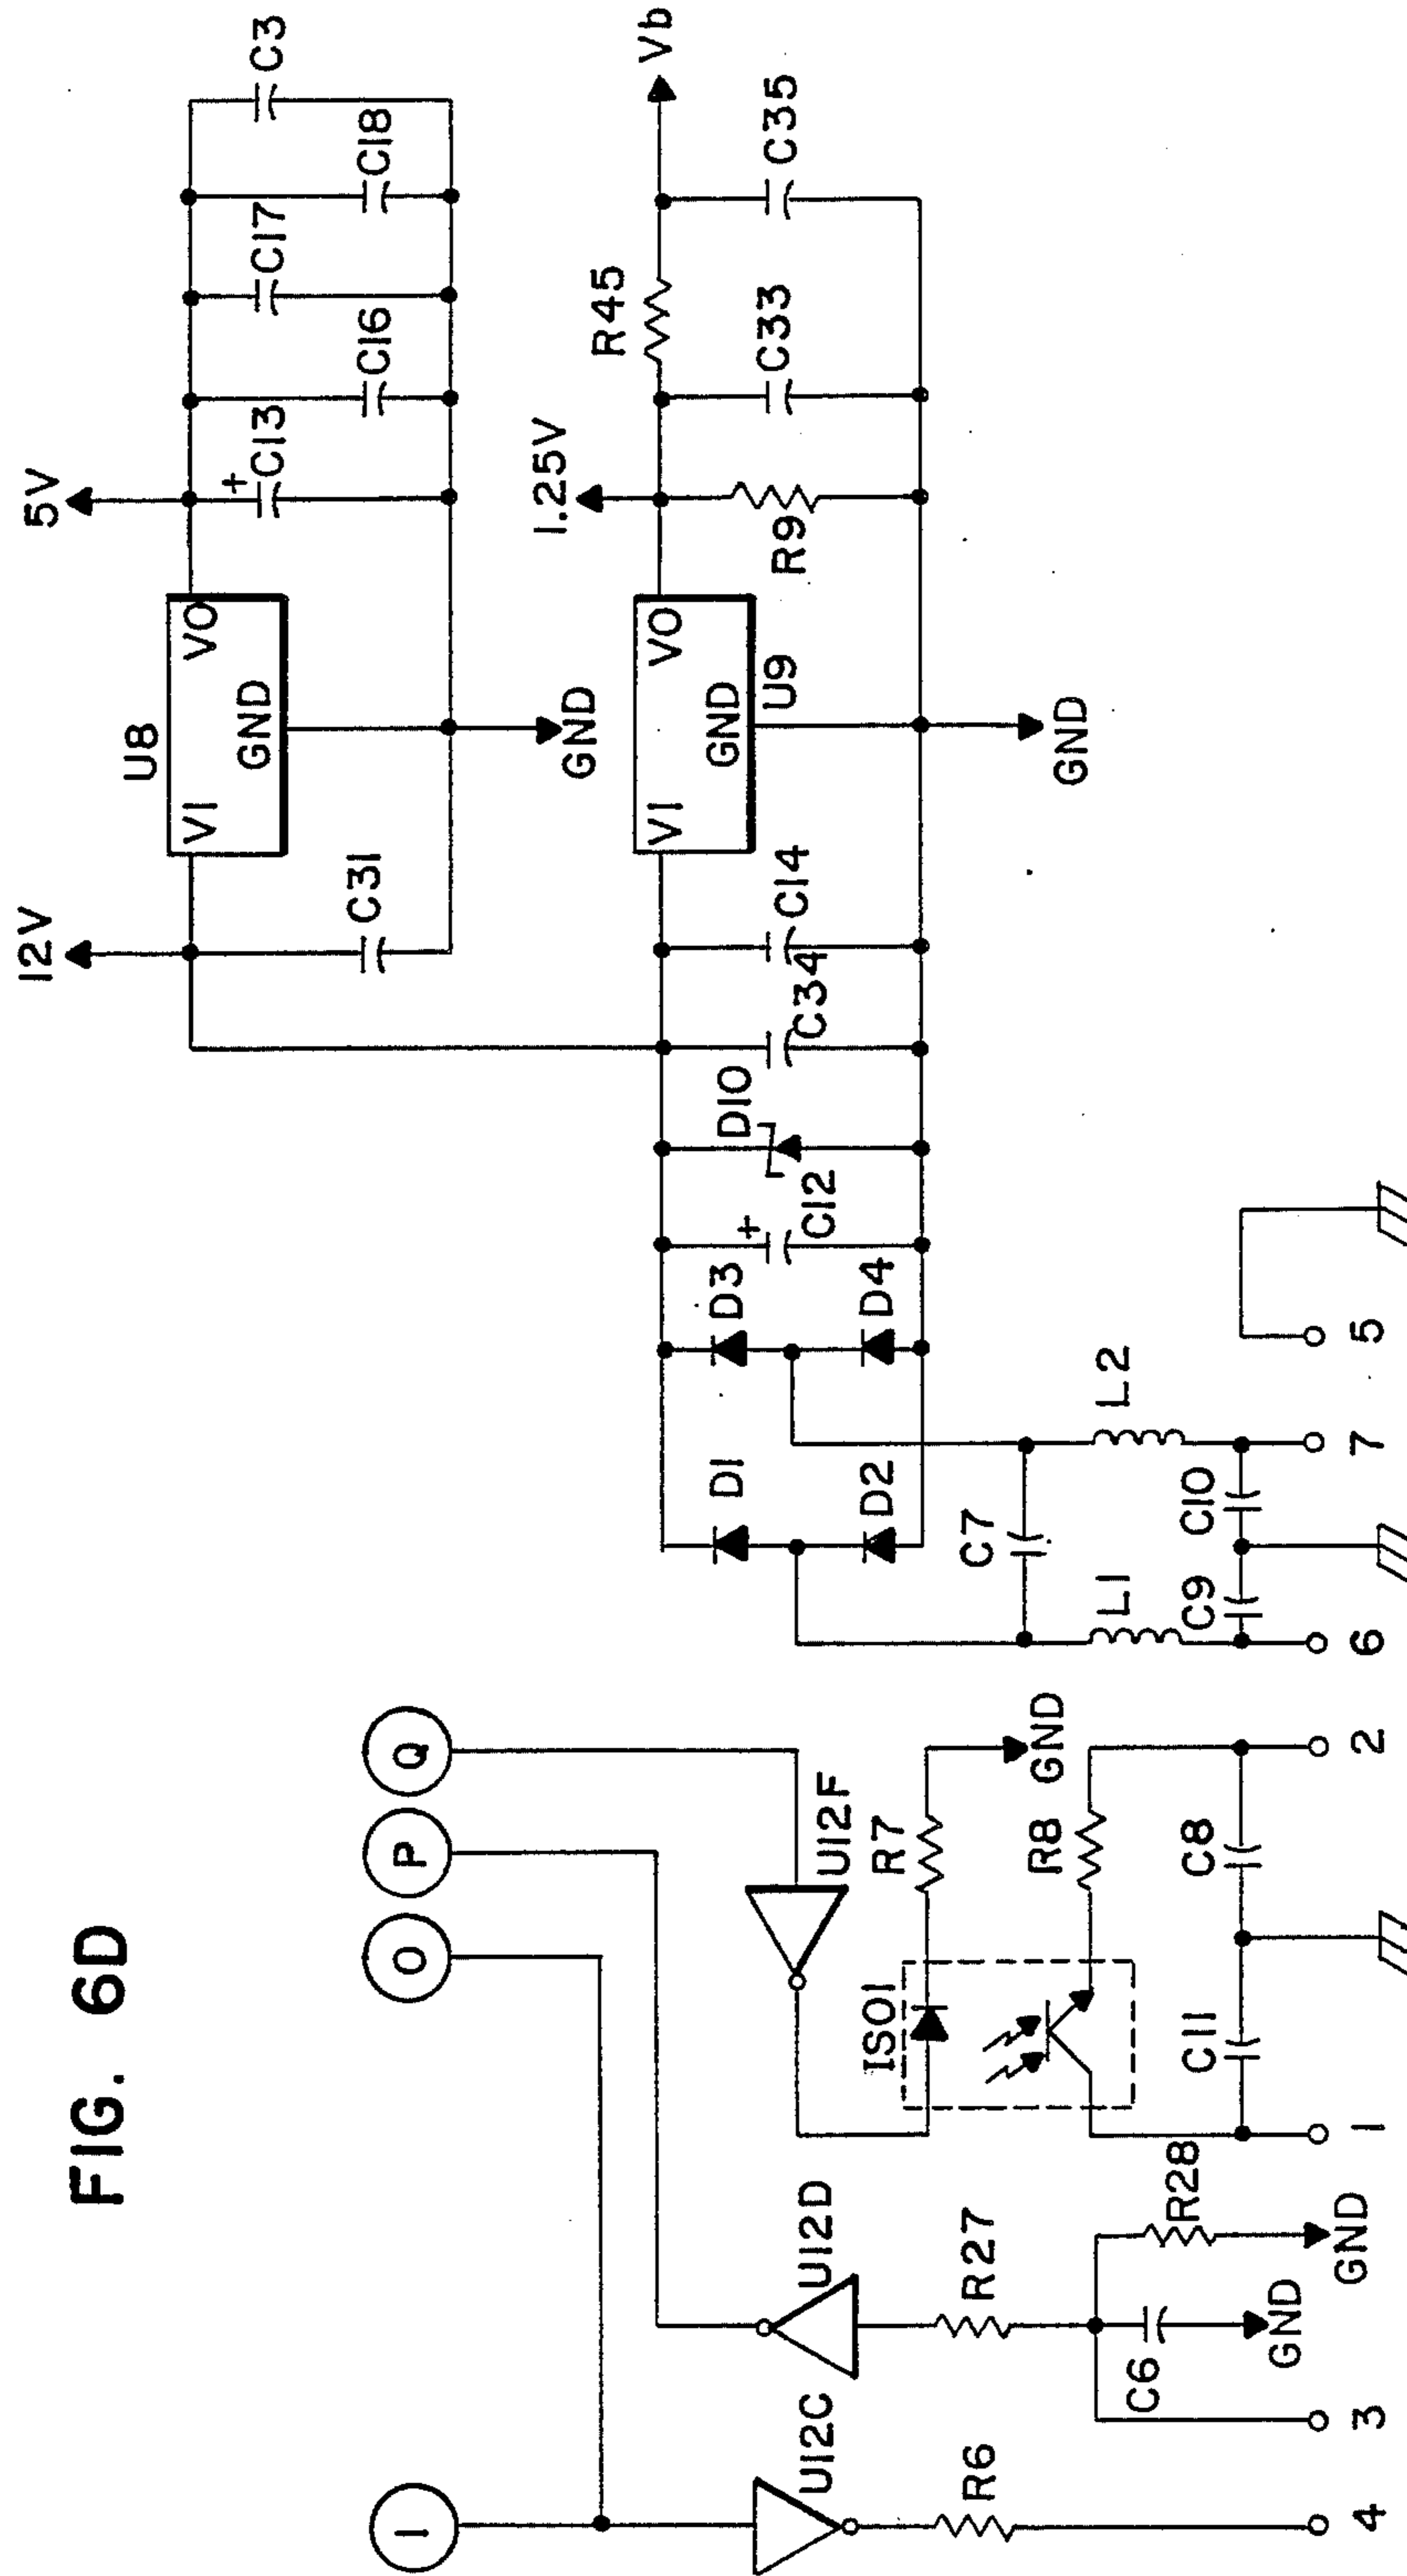 FIG. 6D
12V
5V
U8
VI
VO
GND
C31
C13
+
C16
C17
C18
C3
GND
I
O
P
Q
U9
VI
VO
GND
1.25V
R45
Vb
D1
D3
C12
+
D10
C34
C14
R9
C33
C35
D2
D4
GND
U12C
U12D
U12F
ISO1
R7
GND
R6
R27
R8
C7
L1
L2
C6
R28
C11
C8
C9
C10
GND
GND
4
3
1
2
6
7
5